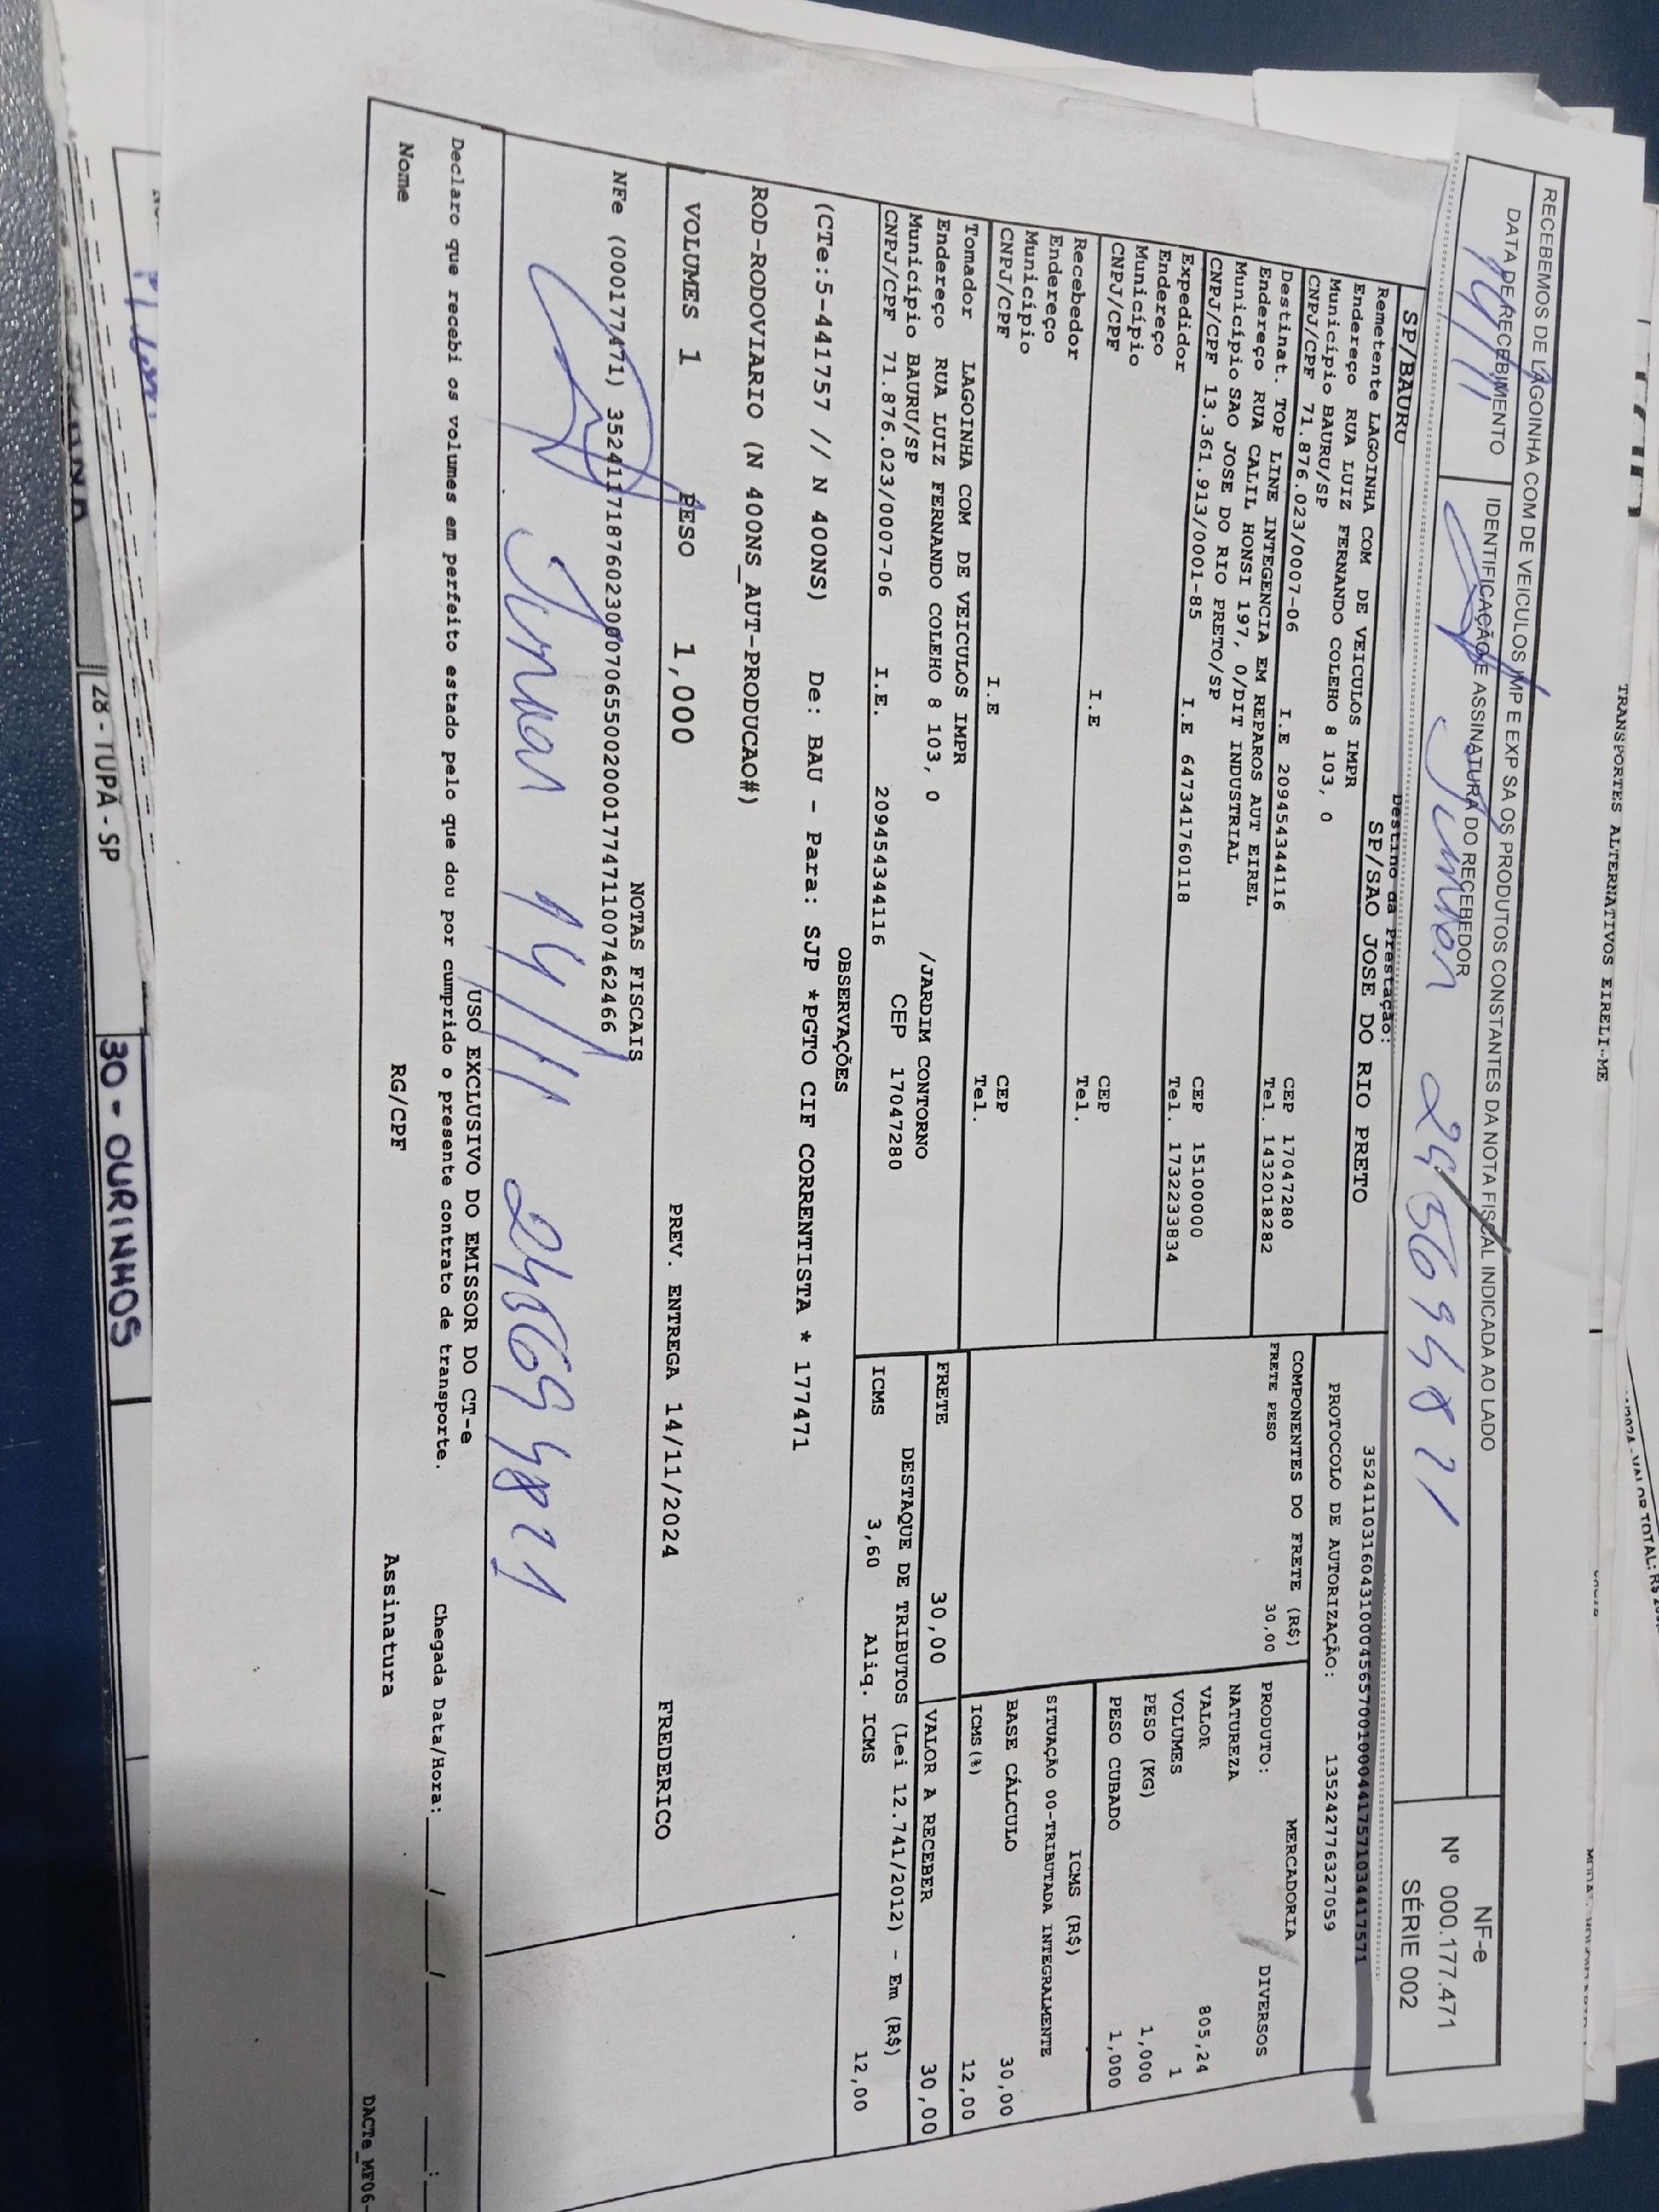 TRANSPORTES ALTERNATIVOS EIRELI-ME
RECEBEMOS DE LAGOINHA COM DE VEICULOS IMP E EXP SA OS PRODUTOS CONSTANTES DA NOTA FISCAL INDICADA AO LADO
DATA DE RECEBIMENTO
14/11
IDENTIFICAÇÃO E ASSINATURA DO RECEBEDOR
Junior
NF-e
Nº 000.177.471
SÉRIE 002
SP/BAURU
Destino da Prestação:
SP/SAO JOSE DO RIO PRETO
Remetente LAGOINHA COM DE VEICULOS IMPR
Endereço RUA LUIZ FERNANDO COLEHO 8 103, 0
Município BAURU/SP
CEP 17047280
CNPJ/CPF 71.876.023/0007-06 I.E 209454344116 Tel. 1432018282
Destinat. TOP LINE INTEGENCIA EM REPAROS AUT EIREL
Endereço RUA CALIL HONSI 197, 0/DIT INDUSTRIAL
Município SAO JOSE DO RIO PRETO/SP CEP 15100000
CNPJ/CPF 13.361.913/0001-85 I.E 647341760118 Tel. 1732233834
Expedidor
Endereço
Município CEP
CNPJ/CPF I.E Tel.
Recebedor
Endereço
Município CEP
CNPJ/CPF I.E Tel.
Tomador LAGOINHA COM DE VEICULOS IMPR
Endereço RUA LUIZ FERNANDO COLEHO 8 103, 0 /JARDIM CONTORNO
Município BAURU/SP CEP 17047280
CNPJ/CPF 71.876.023/0007-06 I.E. 209454344116
PROTOCOLO DE AUTORIZAÇÃO: 135242776327059
COMPONENTES DO FRETE (R$)
FRETE PESO 30,00
MERCADORIA
PRODUTO: DIVERSOS
NATUREZA
VALOR 805,24
VOLUMES 1
PESO (KG) 1,000
PESO CUBADO 1,000
ICMS (R$)
SITUAÇÃO 00-TRIBUTADA INTEGRALMENTE
BASE CÁLCULO 30,00
ICMS(%) 12,00
FRETE 30,00 VALOR A RECEBER 30,00
DESTAQUE DE TRIBUTOS (Lei 12.741/2012) - Em (R$)
ICMS 3,60 Aliq. ICMS 12,00
OBSERVAÇÕES
(CTe:5-441757 // N 400NS) De: BAU - Para: SJP *PGTO CIF CORRENTISTA * 177471
ROD-RODOVIARIO (N 400NS_AUT-PRODUCAO#)
VOLUMES 1 PESO 1,000 PREV. ENTREGA 14/11/2024 FREDERICO
NOTAS FISCAIS
NFe (000177471) 35241171876023000706550020001774711007462466
Junior 14/11
USO EXCLUSIVO DO EMISSOR DO CT-e
Declaro que recebi os volumes em perfeito estado pelo que dou por cumprido o presente contrato de transporte. Chegada Data/Hora:
Nome RG/CPF Assinatura
DACTe_MF06-
28 - TUPÃ - SP
30 - OURINHOS